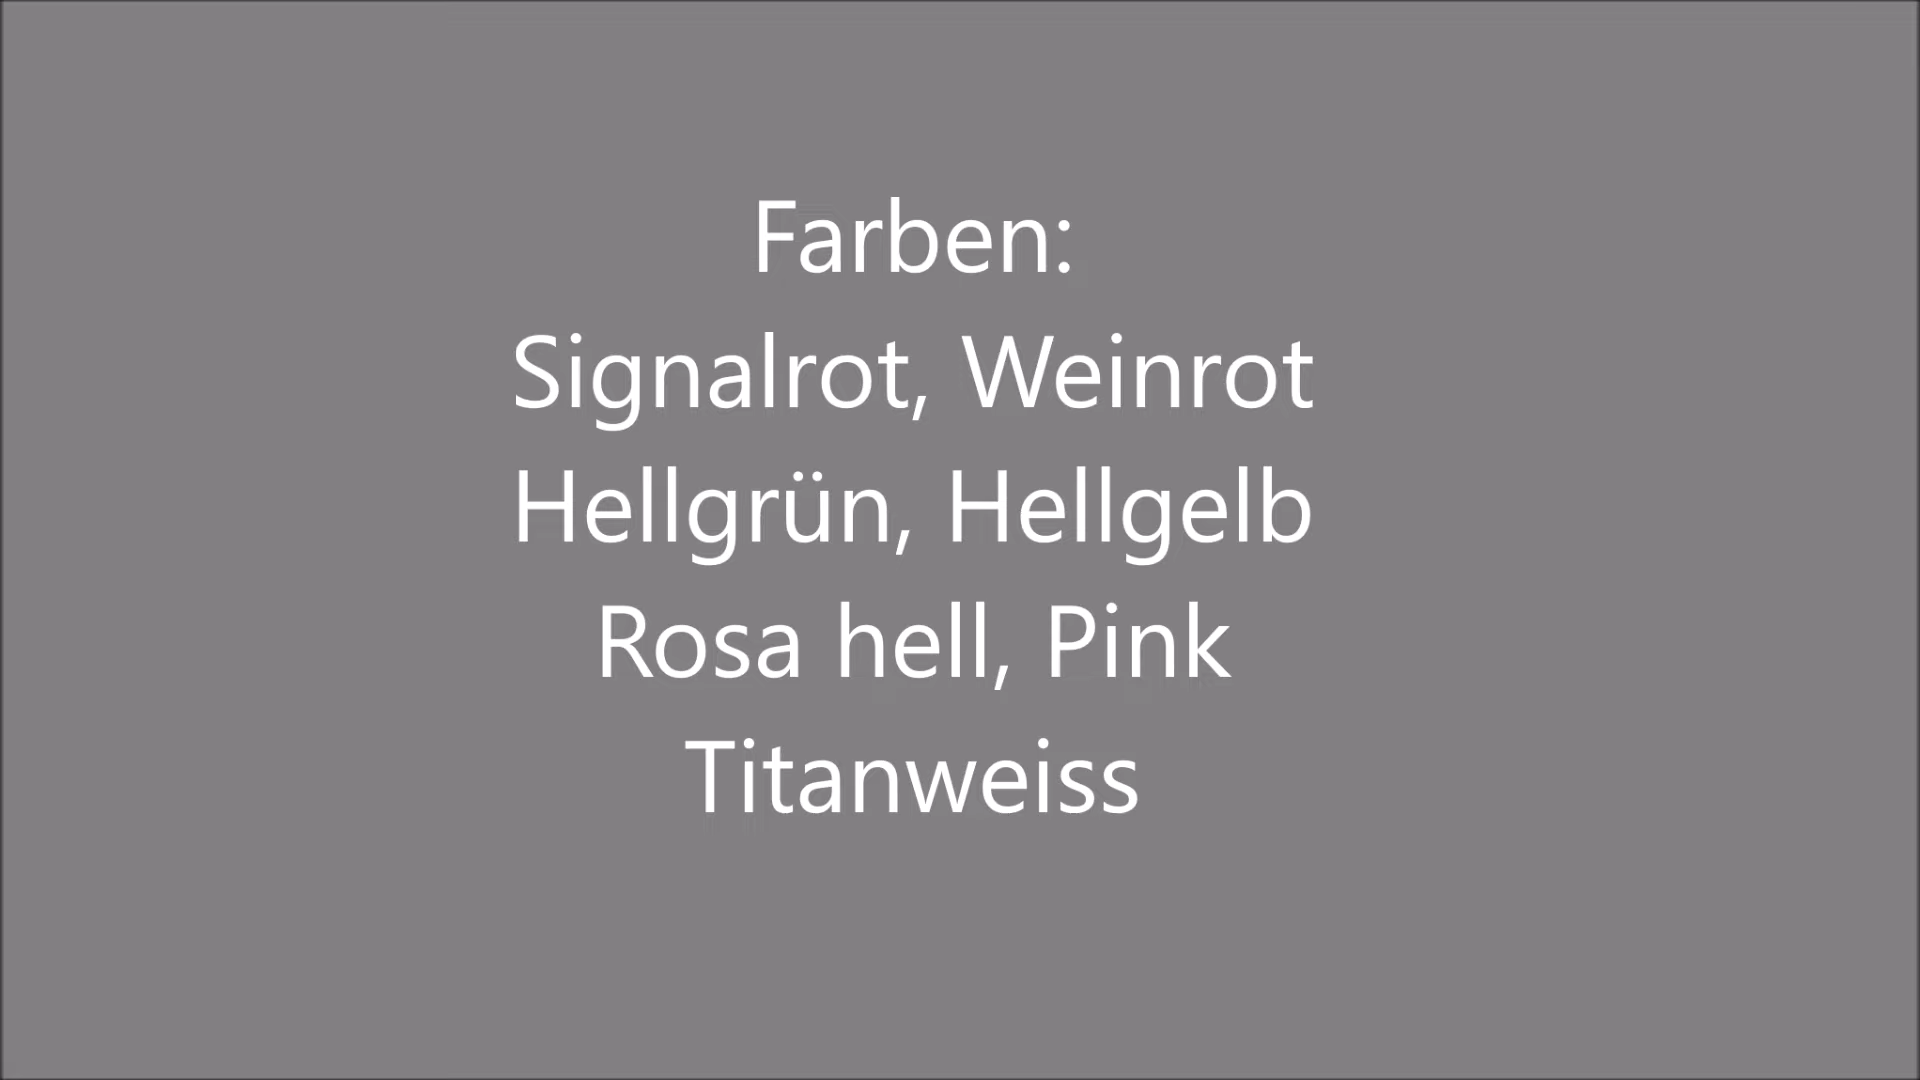 Farben:
Signalrot, Weinrot
Hellgrün, Hellgelb
Rosa hell, Pink
Titanweiss